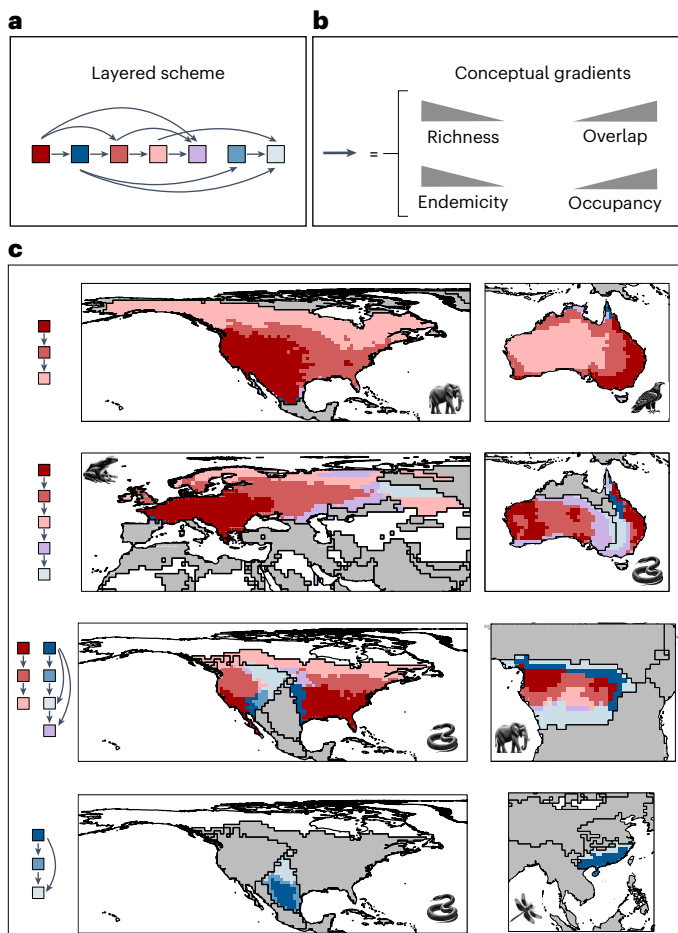 a
b
Layered scheme
Conceptual gradients
=
Richness
Overlap
Endemicity
Occupancy
c